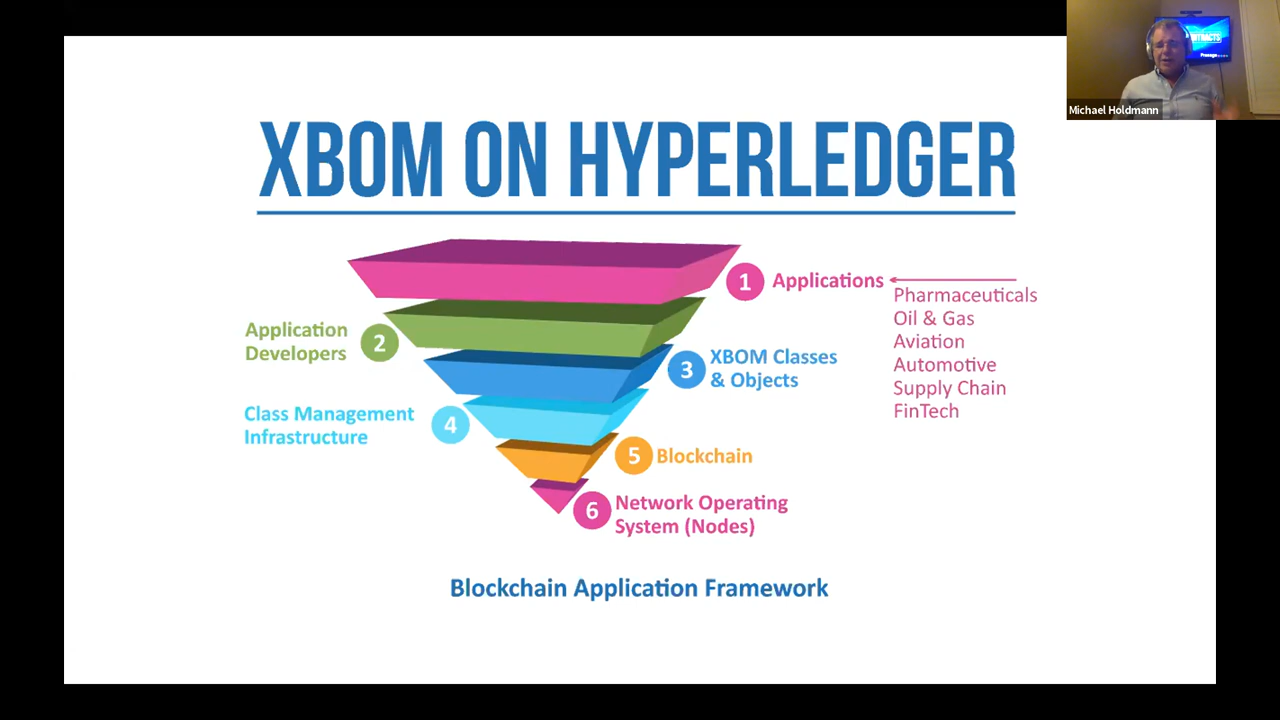 XBOM ON HYPERLEDGER
1 Applications
Pharmaceuticals
Oil & Gas
Aviation
Automotive
Supply Chain
FinTech
Application
Developers
2
3
XBOM Classes
& Objects
Class Management
Infrastructure
4
5 Blockchain
6
Network Operating
System (Nodes)
Blockchain Application Framework
Michael Holdmann